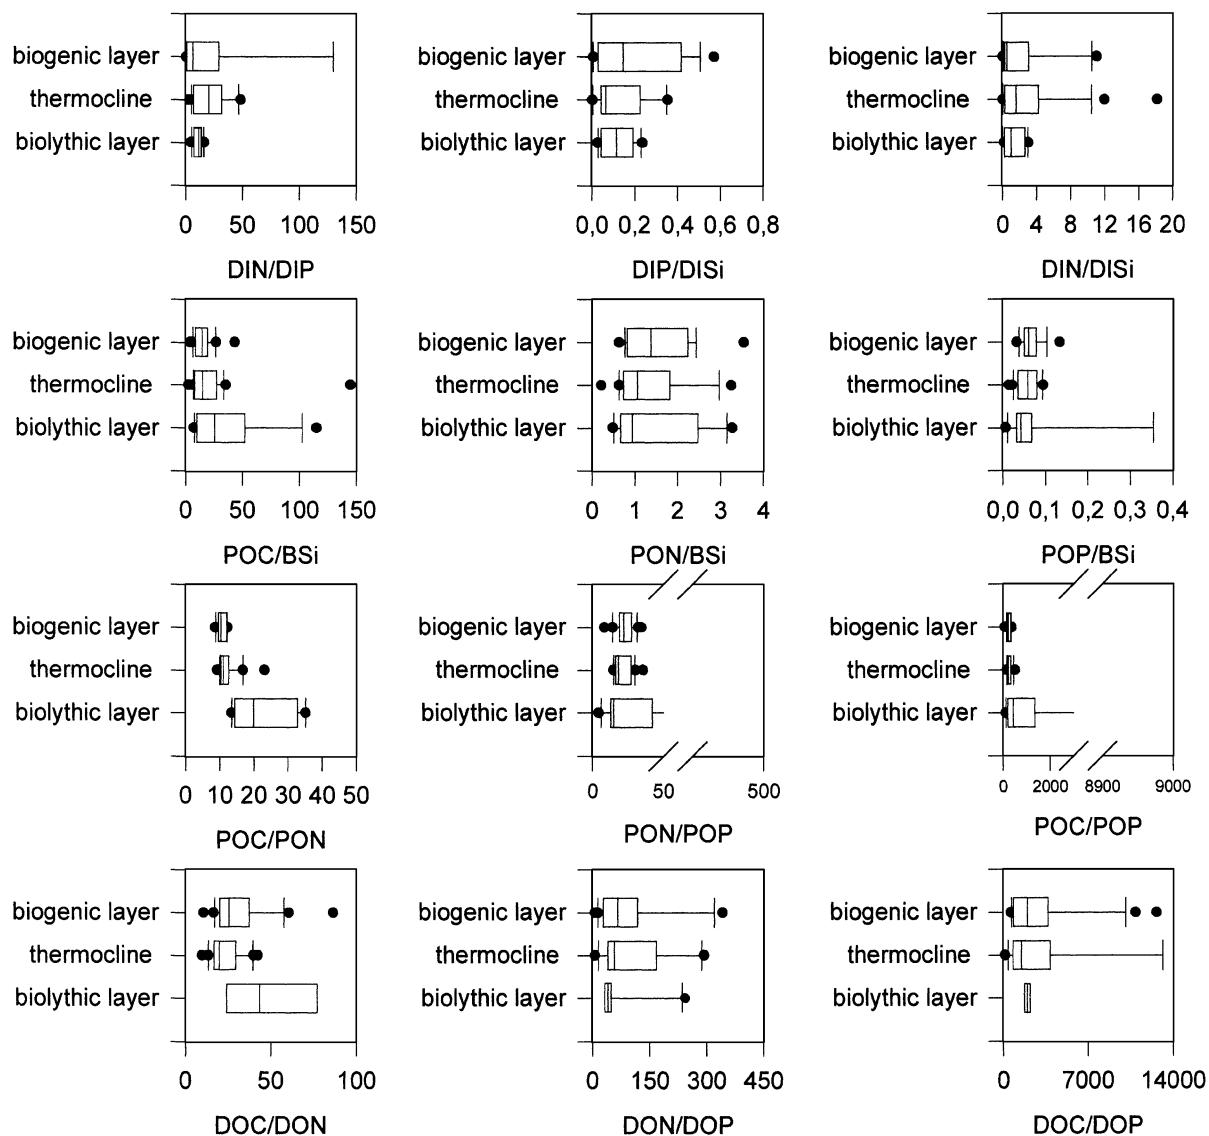 biogenic layer
thermocline
biolythic layer
0 50 100 150
DIN/DIP
biogenic layer
thermocline
biolythic layer
0,0 0,2 0,4 0,6 0,8
DIP/DISi
biogenic layer
thermocline
biolythic layer
0 4 8 12 16 20
DIN/DISi
biogenic layer
thermocline
biolythic layer
0 50 100 150
POC/BSi
biogenic layer
thermocline
biolythic layer
0 1 2 3 4
PON/BSi
biogenic layer
thermocline
biolythic layer
0,0 0,1 0,2 0,3 0,4
POP/BSi
biogenic layer
thermocline
biolythic layer
0 10 20 30 40 50
POC/PON
biogenic layer
thermocline
biolythic layer
0 50 500
PON/POP
biogenic layer
thermocline
biolythic layer
0 2000 8900 9000
POC/POP
biogenic layer
thermocline
biolythic layer
0 50 100
DOC/DON
biogenic layer
thermocline
biolythic layer
0 150 300 450
DON/DOP
biogenic layer
thermocline
biolythic layer
0 7000 14000
DOC/DOP